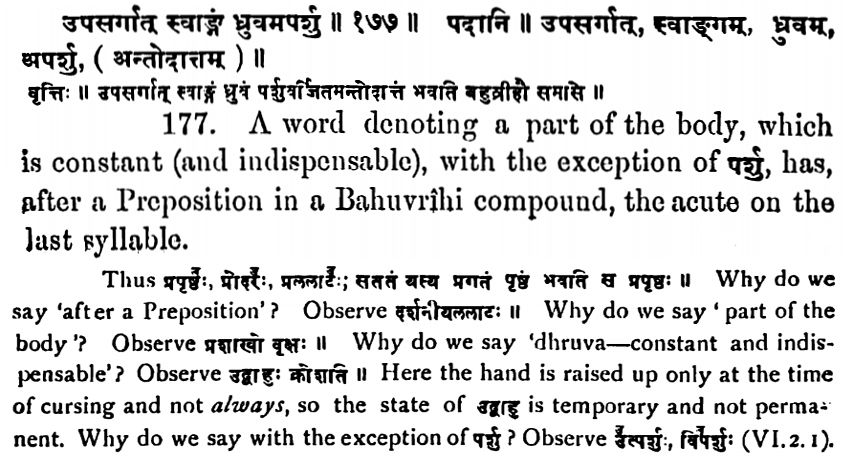 उपसर्गात् स्वाङ्गं ध्रुवमपर्शु ॥ १७७ ॥ पदानि ॥ उपसर्गात्, स्वाङ्गम्, ध्रुवम्,
अपर्शु, ( अन्तोदात्तम् ) ॥
वृत्तिः ॥ उपसर्गात् स्वाङ्गं ध्रुवं पर्शुवर्जितमन्तोदात्तं भवति बहुव्रीहौ समासे ॥
177. A word denoting a part of the body, which
is constant (and indispensable), with the exception of पर्शु, has,
after a Preposition in a Bahuvrîhi compound, the acute on the
last syllable.
Thus प्रपृष्ठः॑, प्रोदरः॑, प्रललाटः॑; सततं यस्य प्रगतं पृष्ठं भवति स प्रपृष्ठः ॥ Why do we
say 'after a Preposition'? Observe दर्शनीयललाटः ॥ Why do we say 'part of the
body'? Observe प्रशाखो वृक्षः ॥ Why do we say 'dhruva—constant and indis-
pensable'? Observe उद्बाहुः क्रोशति ॥ Here the hand is raised up only at the time
of cursing and not always, so the state of उद्बाहु is temporary and not perma-
nent. Why do we say with the exception of पर्शु ? Observe उ॑त्पर्शुः, वि॑पर्शुः (VI. 2. 1).